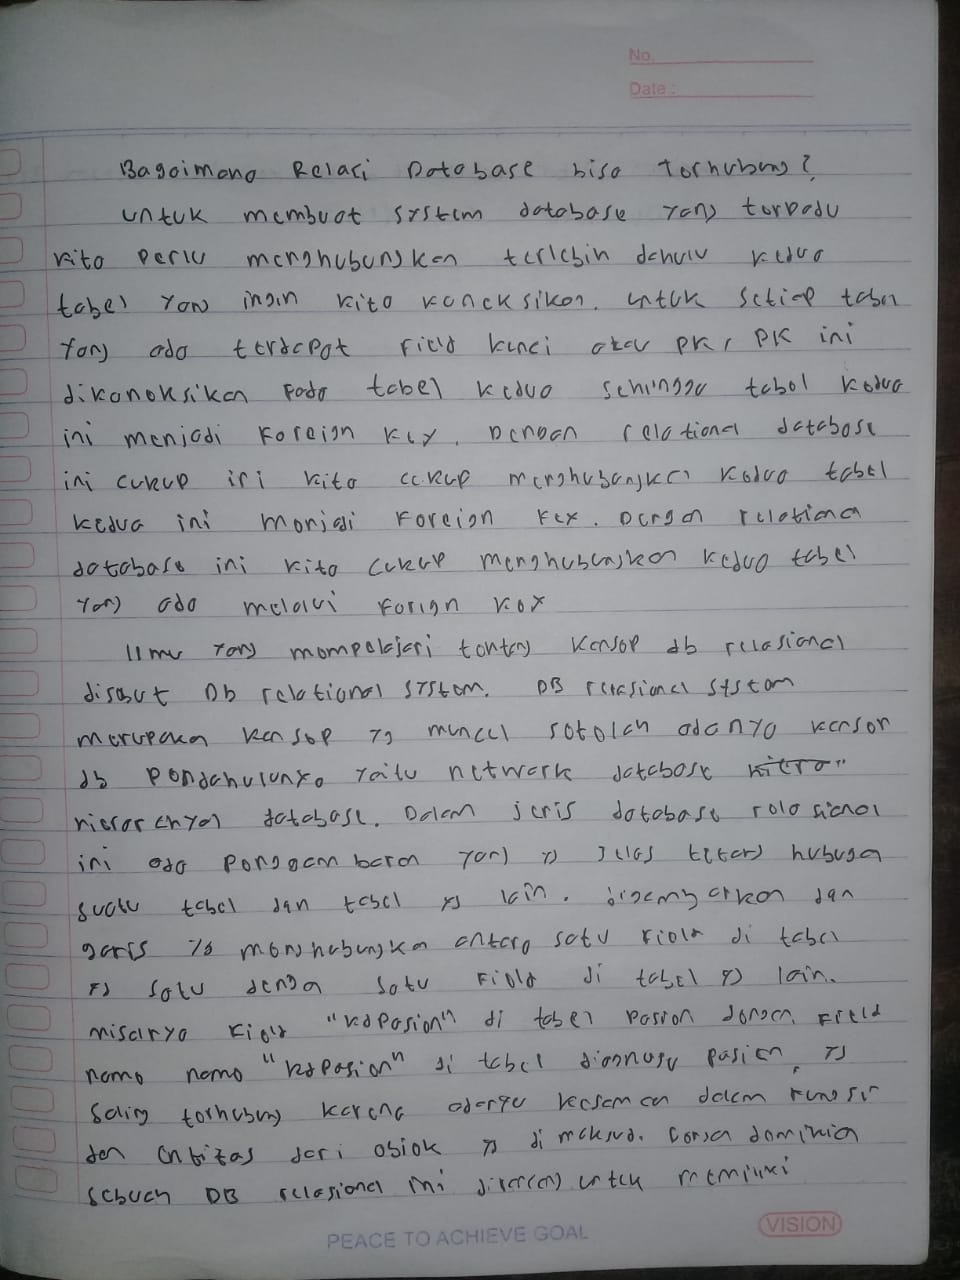 No.
Date :
Bagaimana Relasi Database bisa terhubung?
untuk membuat system database yang terpadu
kita perlu menghubungkan terlebih dahulu kedua
tabel yang ingin kita koneksikan. untuk setiap tabel
yang ada terdapat field kunci atau PK, PK ini
dikoneksikan pada tabel kedua sehingga tabel kedua
ini menjadi Foreign key. Dengan relational database
ini cukup ini kita cukup menghubungkan kedua tabel
kedua ini menjadi Foreign key. Dengan relational
database ini kita cukup menghubungkan kedua tabel
yang ada melalui Forign key
Ilmu yang mempelajari tentang konsep db relasional
disebut Db relational system. DB relasional system
merupakan konsep yg muncul setelah adanya konsep
db pendahulunya yaitu network database
hierarchyal database. Dalam jenis database relasional
ini ada penggambaran yang yg jelas tentang hubungan
suatu tabel dan tabel yg lain. digambarkan dan
garis yg menghubungkan antara satu Field di tabel
yg satu dengan satu Field di tabel yg lain.
misalnya Field "KdPasien" di tabel pasien dengan Field
nama nama "KdPasien" di tabel diagnosa pasien, yg
saling terhubung karena adanya kesamaan dalam fungsi
dan entitas dari objek yg di maksud. Contoh
sebuah DB relasional ini dirancang untuk memiliki
PEACE TO ACHIEVE GOAL
VISION